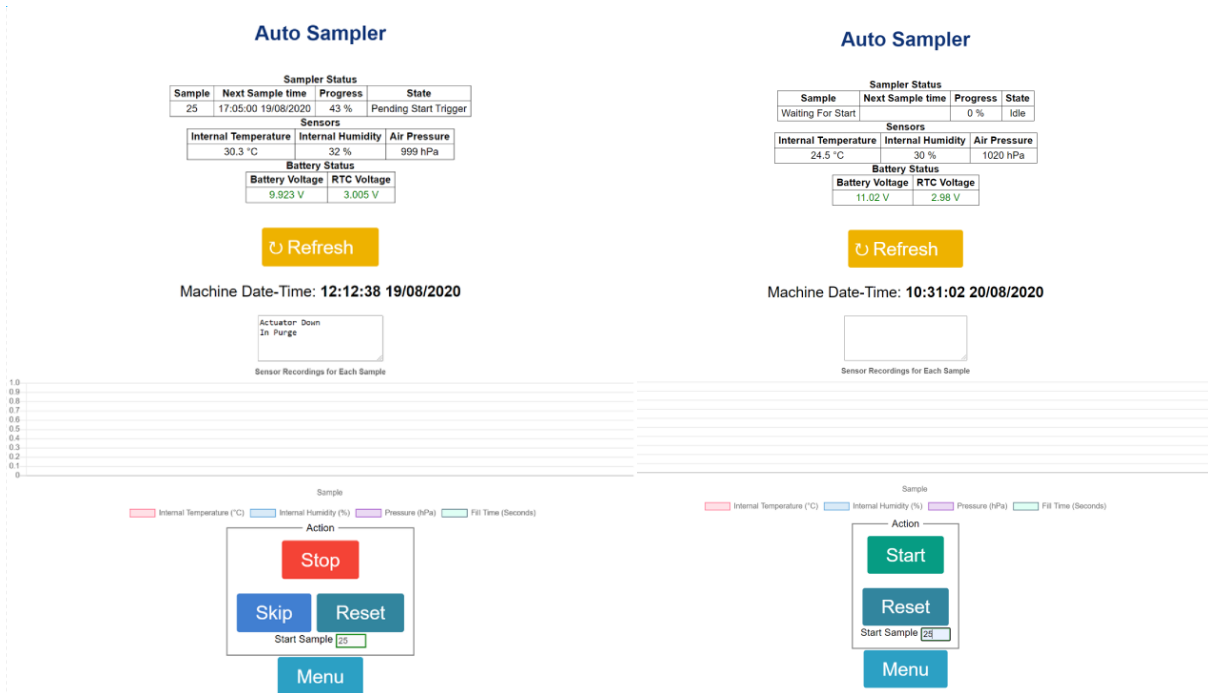 Auto Sampler
Sampler Status
Sample Next Sample time Progress State
25 17:05:00 19/08/2020 43 % Pending Start Trigger
Sensors
Internal Temperature Internal Humidity Air Pressure
30.3 °C 32 % 999 hPa
Battery Status
Battery Voltage RTC Voltage
9.923 V 3.005 V
↻ Refresh
Machine Date-Time: 12:12:38 19/08/2020
Actuator Down
In Purge
Sensor Recordings for Each Sample
1.0
0.9
0.8
0.7
0.6
0.5
0.4
0.3
0.2
0.1
0
Sample
Internal Temperature (°C) Internal Humidity (%) Pressure (hPa) Fill Time (Seconds)
Action
Stop
Skip Reset
Start Sample 25
Menu
Auto Sampler
Sampler Status
Sample Next Sample time Progress State
Waiting For Start 0 % Idle
Sensors
Internal Temperature Internal Humidity Air Pressure
24.5 °C 30 % 1020 hPa
Battery Status
Battery Voltage RTC Voltage
11.02 V 2.98 V
↻ Refresh
Machine Date-Time: 10:31:02 20/08/2020
Sensor Recordings for Each Sample
Sample
Internal Temperature (°C) Internal Humidity (%) Pressure (hPa) Fill Time (Seconds)
Action
Start
Reset
Start Sample 25
Menu